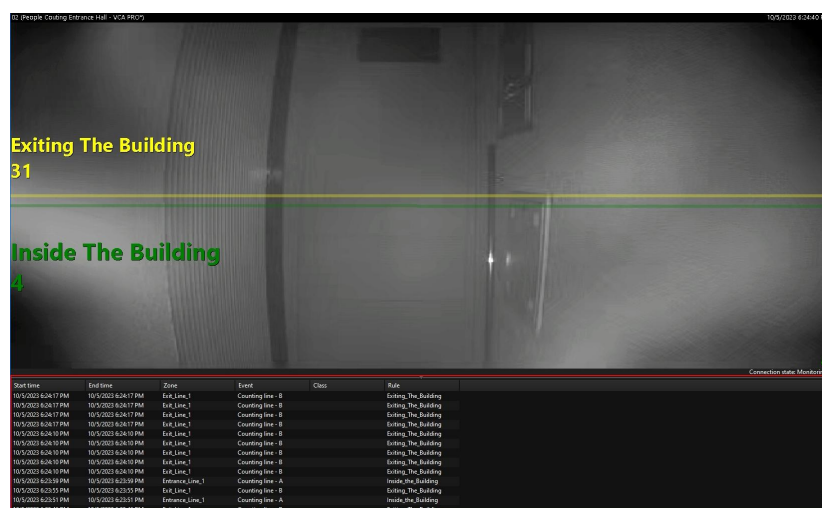 02 (People Couting Entrance Hall - VCA PRO*) 10/5/2023 6:24:40
Exiting The Building
31
Inside The Building
4
Connection state: Monitorin
Start time End time Zone Event Class Rule
10/5/2023 6:24:17 PM 10/5/2023 6:24:17 PM Exit_Line_1 Counting line - B Exiting_The_Building
10/5/2023 6:24:17 PM 10/5/2023 6:24:17 PM Exit_Line_1 Counting line - B Exiting_The_Building
10/5/2023 6:24:17 PM 10/5/2023 6:24:17 PM Exit_Line_1 Counting line - B Exiting_The_Building
10/5/2023 6:24:17 PM 10/5/2023 6:24:17 PM Exit_Line_1 Counting line - B Exiting_The_Building
10/5/2023 6:24:10 PM 10/5/2023 6:24:10 PM Exit_Line_1 Counting line - B Exiting_The_Building
10/5/2023 6:24:10 PM 10/5/2023 6:24:10 PM Exit_Line_1 Counting line - B Exiting_The_Building
10/5/2023 6:24:10 PM 10/5/2023 6:24:10 PM Exit_Line_1 Counting line - B Exiting_The_Building
10/5/2023 6:24:10 PM 10/5/2023 6:24:10 PM Exit_Line_1 Counting line - B Exiting_The_Building
10/5/2023 6:24:10 PM 10/5/2023 6:24:10 PM Exit_Line_1 Counting line - B Exiting_The_Building
10/5/2023 6:23:59 PM 10/5/2023 6:23:59 PM Entrance_Line_1 Counting line - A Inside_the_Building
10/5/2023 6:23:55 PM 10/5/2023 6:23:55 PM Exit_Line_1 Counting line - B Exiting_The_Building
10/5/2023 6:23:51 PM 10/5/2023 6:23:51 PM Entrance_Line_1 Counting line - A Inside_the_Building